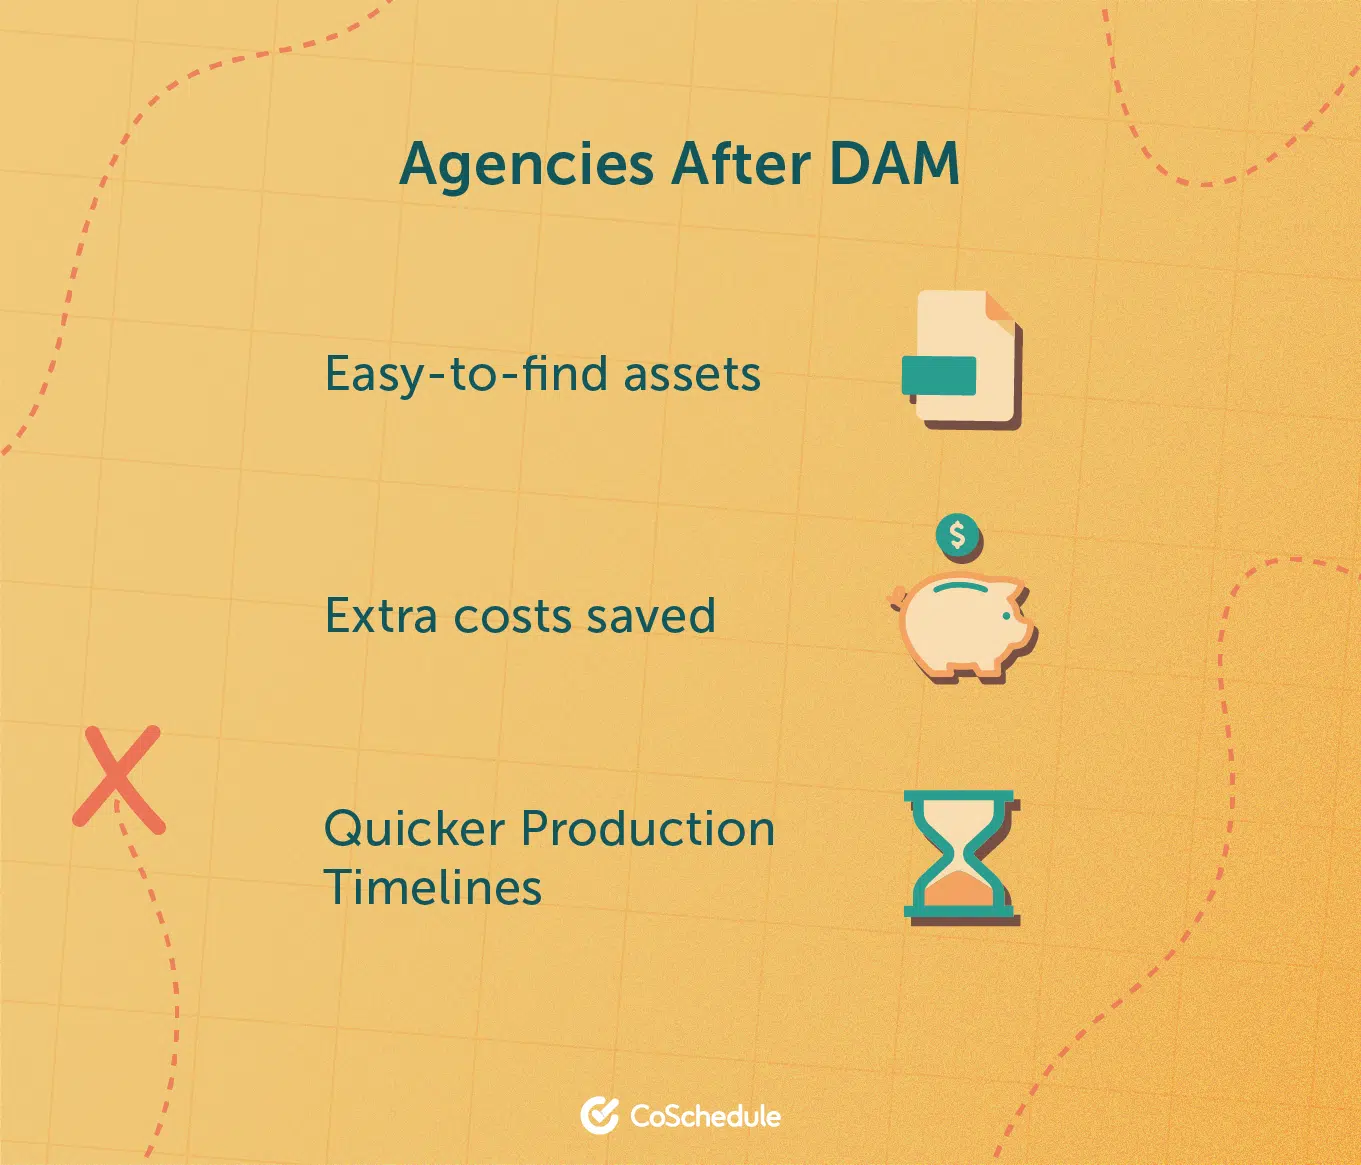 Agencies After DAM
Easy-to-find assets
$
Extra costs saved
Quicker Production
Timelines
CoSchedule